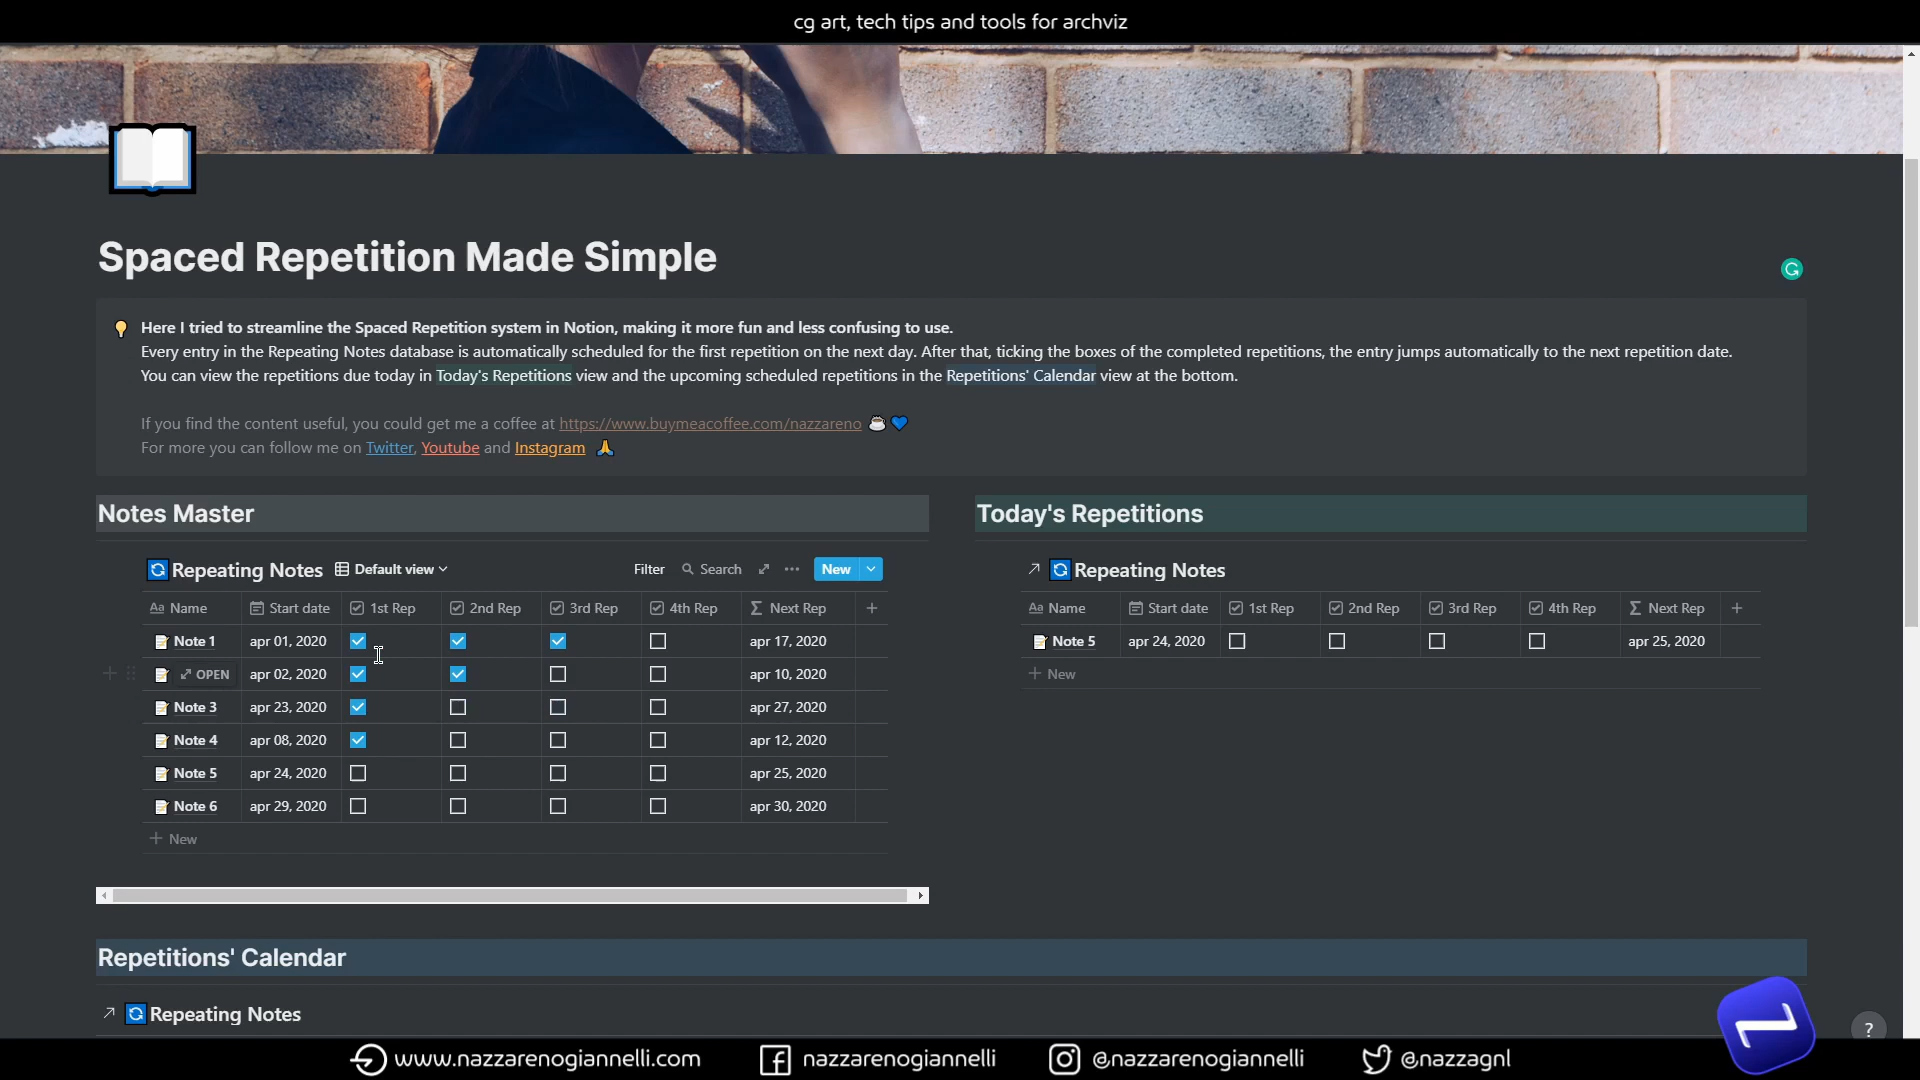 cg art, tech tips and tools for archviz
Spaced Repetition Made Simple
Here I tried to streamline the Spaced Repetition system in Notion, making it more fun and less confusing to use.
Every entry in the Repeating Notes database is automatically scheduled for the first repetition on the next day. After that, ticking the boxes of the completed repetitions, the entry jumps automatically to the next repetition date.
You can view the repetitions due today in Today's Repetitions view and the upcoming scheduled repetitions in the Repetitions' Calendar view at the bottom.
If you find the content useful, you could get me a coffee at https://www.buymeacoffee.com/nazzareno
For more you can follow me on Twitter, Youtube and Instagram
Notes Master
Repeating Notes Default view Filter Search New
Aa Name Start date 1st Rep 2nd Rep 3rd Rep 4th Rep Σ Next Rep
Note 1 apr 01, 2020 apr 17, 2020
OPEN apr 02, 2020 apr 10, 2020
Note 3 apr 23, 2020 apr 27, 2020
Note 4 apr 08, 2020 apr 12, 2020
Note 5 apr 24, 2020 apr 25, 2020
Note 6 apr 29, 2020 apr 30, 2020
+ New
Today's Repetitions
Repeating Notes
Aa Name Start date 1st Rep 2nd Rep 3rd Rep 4th Rep Σ Next Rep
Note 5 apr 24, 2020 apr 25, 2020
+ New
Repetitions' Calendar
Repeating Notes
?
www.nazzarenogiannelli.com nazzarenogiannelli @nazzarenogiannelli @nazzagnl